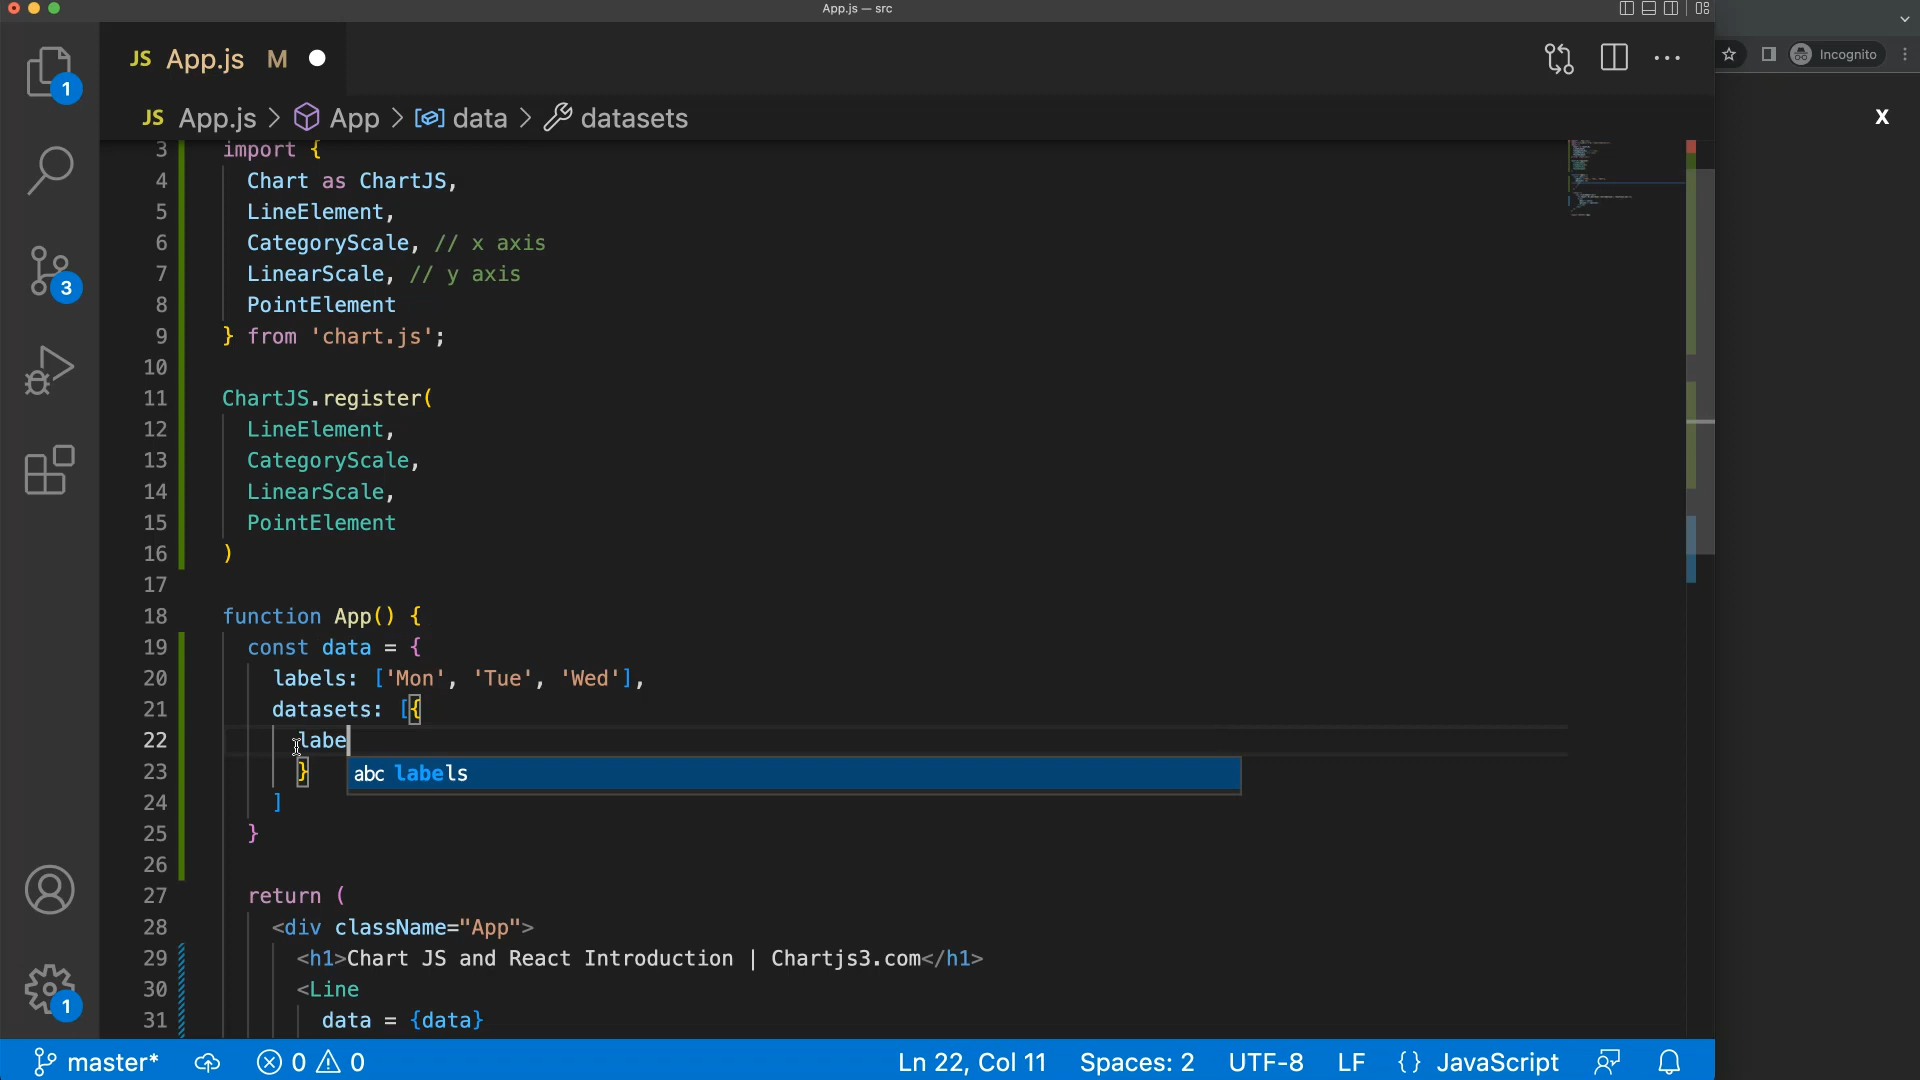 App.js — src
JS App.js M
Incognito
JS App.js > App > data > datasets
X
3 import {
4 Chart as ChartJS,
5 LineElement,
6 CategoryScale, // x axis
7 LinearScale, // y axis
8 PointElement
9 } from 'chart.js';
10
11 ChartJS.register(
12 LineElement,
13 CategoryScale,
14 LinearScale,
15 PointElement
16 )
17
18 function App() {
19 const data = {
20 labels: ['Mon', 'Tue', 'Wed'],
21 datasets: [{
22 labe
23 }
abc labels
24 ]
25 }
26
27 return (
28 <div className="App">
29 <h1>Chart JS and React Introduction | Chartjs3.com</h1>
30 <Line
31 data = {data}
1
3
1
master* 0 0 Ln 22, Col 11 Spaces: 2 UTF-8 LF {} JavaScript